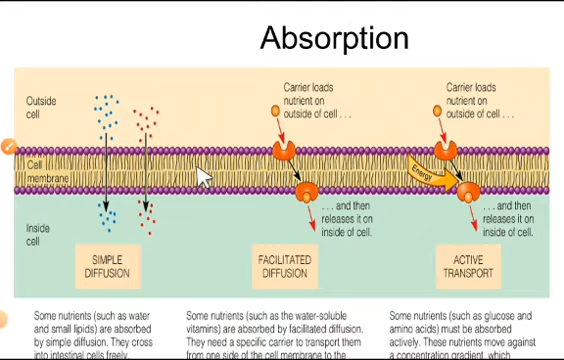 Absorption
Outside
cell
Carrier loads
nutrient on
outside of cell . . .
Carrier loads
nutrient on
outside of cell . . .
Cell
membrane
Energy
. . . and then
releases it on
inside of cell.
. . . and then
releases it on
inside of cell.
Inside
cell
SIMPLE
DIFFUSION
FACILITATED
DIFFUSION
ACTIVE
TRANSPORT
Some nutrients (such as water
and small lipids) are absorbed
by simple diffusion. They cross
into intestinal cells freely.
Some nutrients (such as the water-soluble
vitamins) are absorbed by facilitated diffusion.
They need a specific carrier to transport them
from one side of the cell membrane to the
Some nutrients (such as glucose and
amino acids) must be absorbed
actively. These nutrients move against
a concentration gradient, which